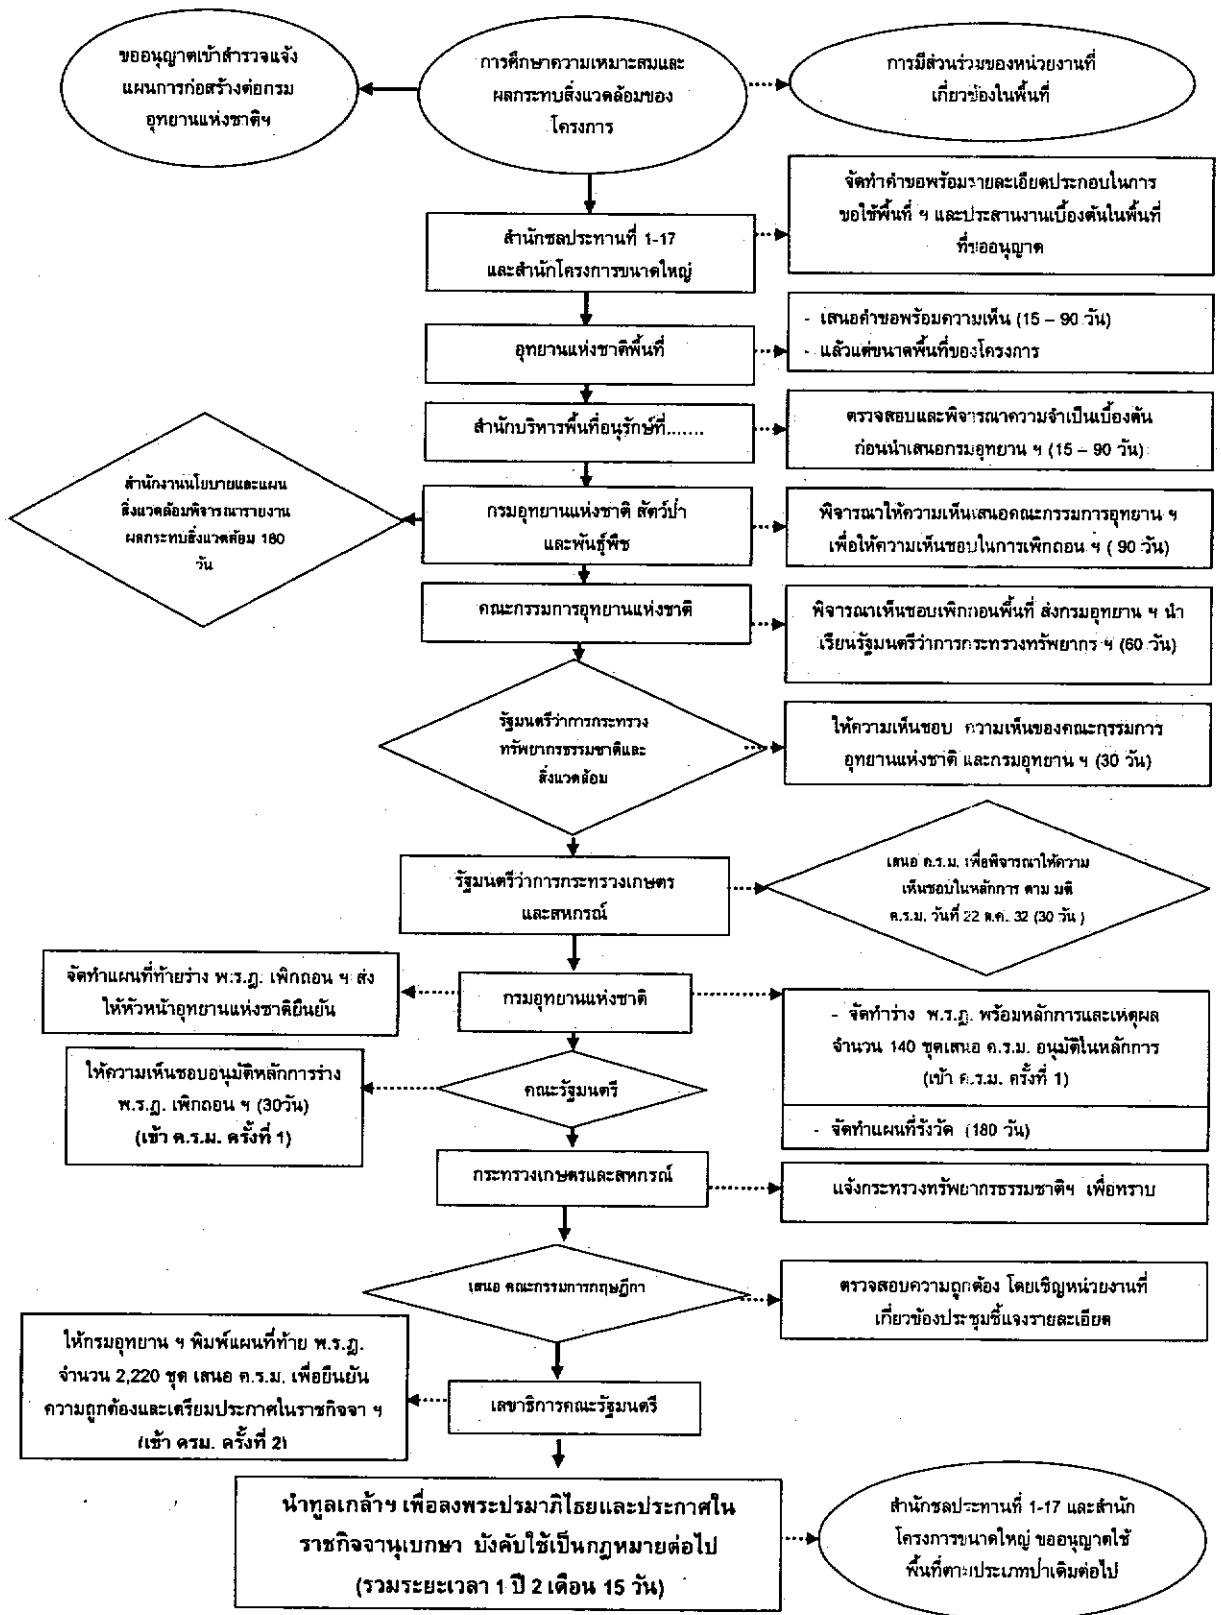 ขออนุญาตเข้าสำรวจแจ้ง
แผนการก่อสร้างต่อกรม
อุทยานแห่งชาติฯ
การศึกษาความเหมาะสมและ
ผลกระทบสิ่งแวดล้อมของ
โครงการ
การมีส่วนร่วมของหน่วยงานที่
เกี่ยวข้องในพื้นที่
สำนักชลประทานที่ 1-17
และสำนักโครงการขนาดใหญ่
จัดทำคำขอพร้อมรายละเอียดประกอบในการ
ขอใช้พื้นที่ ฯ และประสานงานเบื้องต้นในพื้นที่
ที่ขออนุญาต
อุทยานแห่งชาติพื้นที่
- เสนอคำขอพร้อมความเห็น (15 – 90 วัน)
- แล้วแต่ขนาดพื้นที่ของโครงการ
สำนักบริหารพื้นที่อนุรักษ์ที่.......
ตรวจสอบและพิจารณาความจำเป็นเบื้องต้น
ก่อนนำเสนอกรมอุทยาน ฯ (15 – 90 วัน)
สำนักงานนโยบายและแผน
สิ่งแวดล้อมพิจารณารายงาน
ผลกระทบสิ่งแวดล้อม 180
วัน
กรมอุทยานแห่งชาติ สัตว์ป่า
และพันธุ์พืช
พิจารณาให้ความเห็นเสนอคณะกรรมการอุทยาน ฯ
เพื่อให้ความเห็นชอบในการเพิกถอน ฯ ( 90 วัน)
คณะกรรมการอุทยานแห่งชาติ
พิจารณาเห็นชอบเพิกถอนพื้นที่ ส่งกรมอุทยาน ฯ นำ
เรียนรัฐมนตรีว่าการกระทรวงทรัพยากร ฯ (60 วัน)
รัฐมนตรีว่าการกระทรวง
ทรัพยากรธรรมชาติและ
สิ่งแวดล้อม
ให้ความเห็นชอบ ความเห็นของคณะกรรมการ
อุทยานแห่งชาติ และกรมอุทยาน ฯ (30 วัน)
รัฐมนตรีว่าการกระทรวงเกษตร
และสหกรณ์
เสนอ ค.ร.ม. เพื่อพิจารณาให้ความ
เห็นชอบในหลักการ ตาม มติ
ค.ร.ม. วันที่ 22 ส.ค. 32 (30 วัน )
จัดทำแผนที่ท้ายร่าง พ.ร.ฎ. เพิกถอน ฯ ส่ง
ให้หัวหน้าอุทยานแห่งชาติยืนยัน
กรมอุทยานแห่งชาติ
- จัดทำร่าง พ.ร.ฎ. พร้อมหลักการและเหตุผล
จำนวน 140 ชุดเสนอ ค.ร.ม. อนุมัติในหลักการ
(เข้า ค.ร.ม. ครั้งที่ 1)
- จัดทำแผนที่รังวัด (180 วัน)
ให้ความเห็นชอบอนุมัติหลักการร่าง
พ.ร.ฎ. เพิกถอน ฯ (30วัน)
(เข้า ค.ร.ม. ครั้งที่ 1)
คณะรัฐมนตรี
กระทรวงเกษตรและสหกรณ์
แจ้งกระทรวงทรัพยากรธรรมชาติฯ เพื่อทราบ
เสนอ คณะกรรมการกฤษฎีกา
ตรวจสอบความถูกต้อง โดยเชิญหน่วยงานที่
เกี่ยวข้องประชุมชี้แจงรายละเอียด
ให้กรมอุทยาน ฯ พิมพ์แผนที่ท้าย พ.ร.ฎ.
จำนวน 2,220 ชุด เสนอ ค.ร.ม. เพื่อยืนยัน
ความถูกต้องและเตรียมประกาศในราชกิจจา ฯ
(เข้า ครม. ครั้งที่ 2)
เลขาธิการคณะรัฐมนตรี
นำทูลเกล้าฯ เพื่อลงพระปรมาภิไธยและประกาศใน
ราชกิจจานุเบกษา บังคับใช้เป็นกฎหมายต่อไป
(รวมระยะเวลา 1 ปี 2 เดือน 15 วัน)
สำนักชลประทานที่ 1-17 และสำนัก
โครงการขนาดใหญ่ ขออนุญาตใช้
พื้นที่ตามประเภทป่าเดิมต่อไป